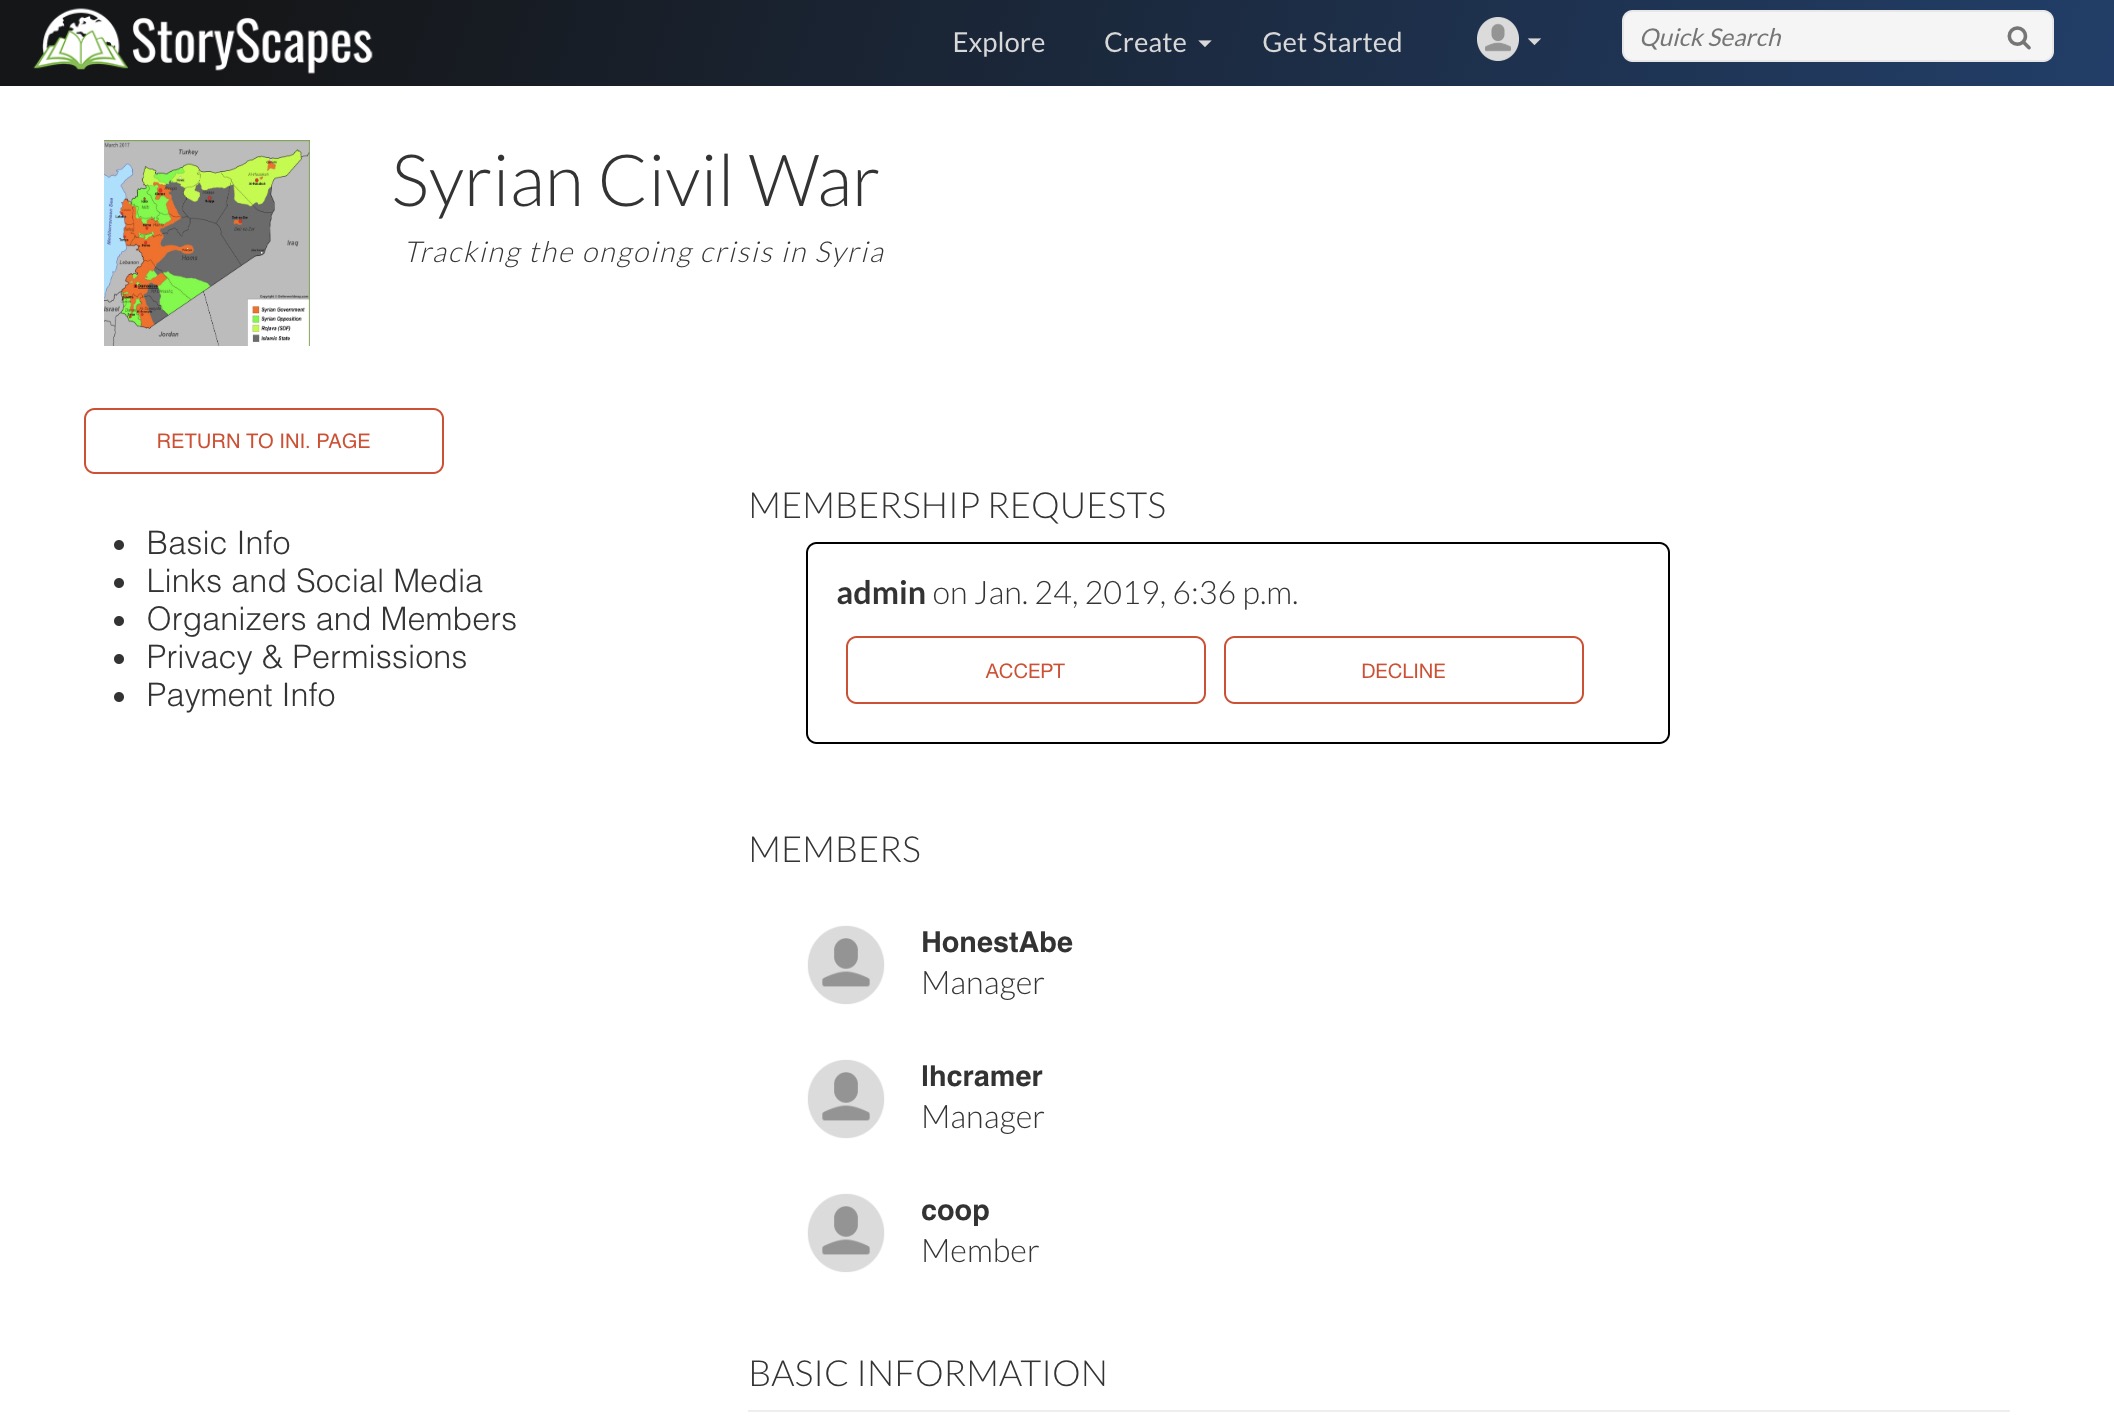 StoryScapes
Explore
Create
Get Started
Quick Search
March 2017
Turkey
Iraq
Lebanon
Jordan
Syrian Government
Syrian Opposition
Rojava (SDF)
Islamic State
Syrian Civil War
Tracking the ongoing crisis in Syria
RETURN TO INI. PAGE
Basic Info
Links and Social Media
Organizers and Members
Privacy & Permissions
Payment Info
MEMBERSHIP REQUESTS
admin on Jan. 24, 2019, 6:36 p.m.
ACCEPT
DECLINE
MEMBERS
HonestAbe
Manager
lhcramer
Manager
coop
Member
BASIC INFORMATION